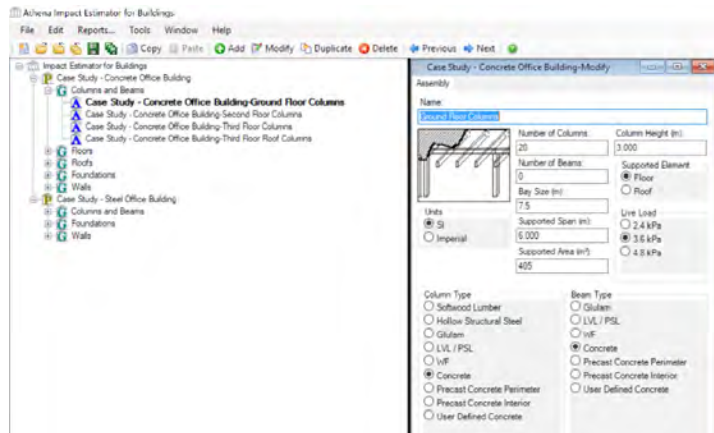 Athena Impact Estimator for Buildings
File Edit Reports... Tools Window Help
Copy Paste Add Modify Duplicate Delete Previous Next
Impact Estimator for Buildings
Case Study - Concrete Office Building
Columns and Beams
Case Study - Concrete Office Building-Ground Floor Columns
Case Study - Concrete Office Building-Second Floor Columns
Case Study - Concrete Office Building-Third Floor Columns
Case Study - Concrete Office Building-Third Floor Roof Columns
Floors
Roofs
Foundations
Walls
Case Study - Steel Office Building
Columns and Beams
Foundations
Walls
Case Study - Concrete Office Building-Modify
Assembly
Name:
Ground Floor Columns
Number of Columns:
20
Number of Beams:
0
Bay Size (m):
7.5
Supported Span (m):
6.000
Supported Area (m²):
405
Column Height (m):
3.000
Supported Element
Floor
Roof
Live Load
2.4 kPa
3.6 kPa
4.8 kPa
Units
SI
Imperial
Column Type
Softwood Lumber
Hollow Structural Steel
Glulam
LVL / PSL
WF
Concrete
Precast Concrete Perimeter
Precast Concrete Interior
User Defined Concrete
Beam Type
Glulam
LVL / PSL
WF
Concrete
Precast Concrete Perimeter
Precast Concrete Interior
User Defined Concrete